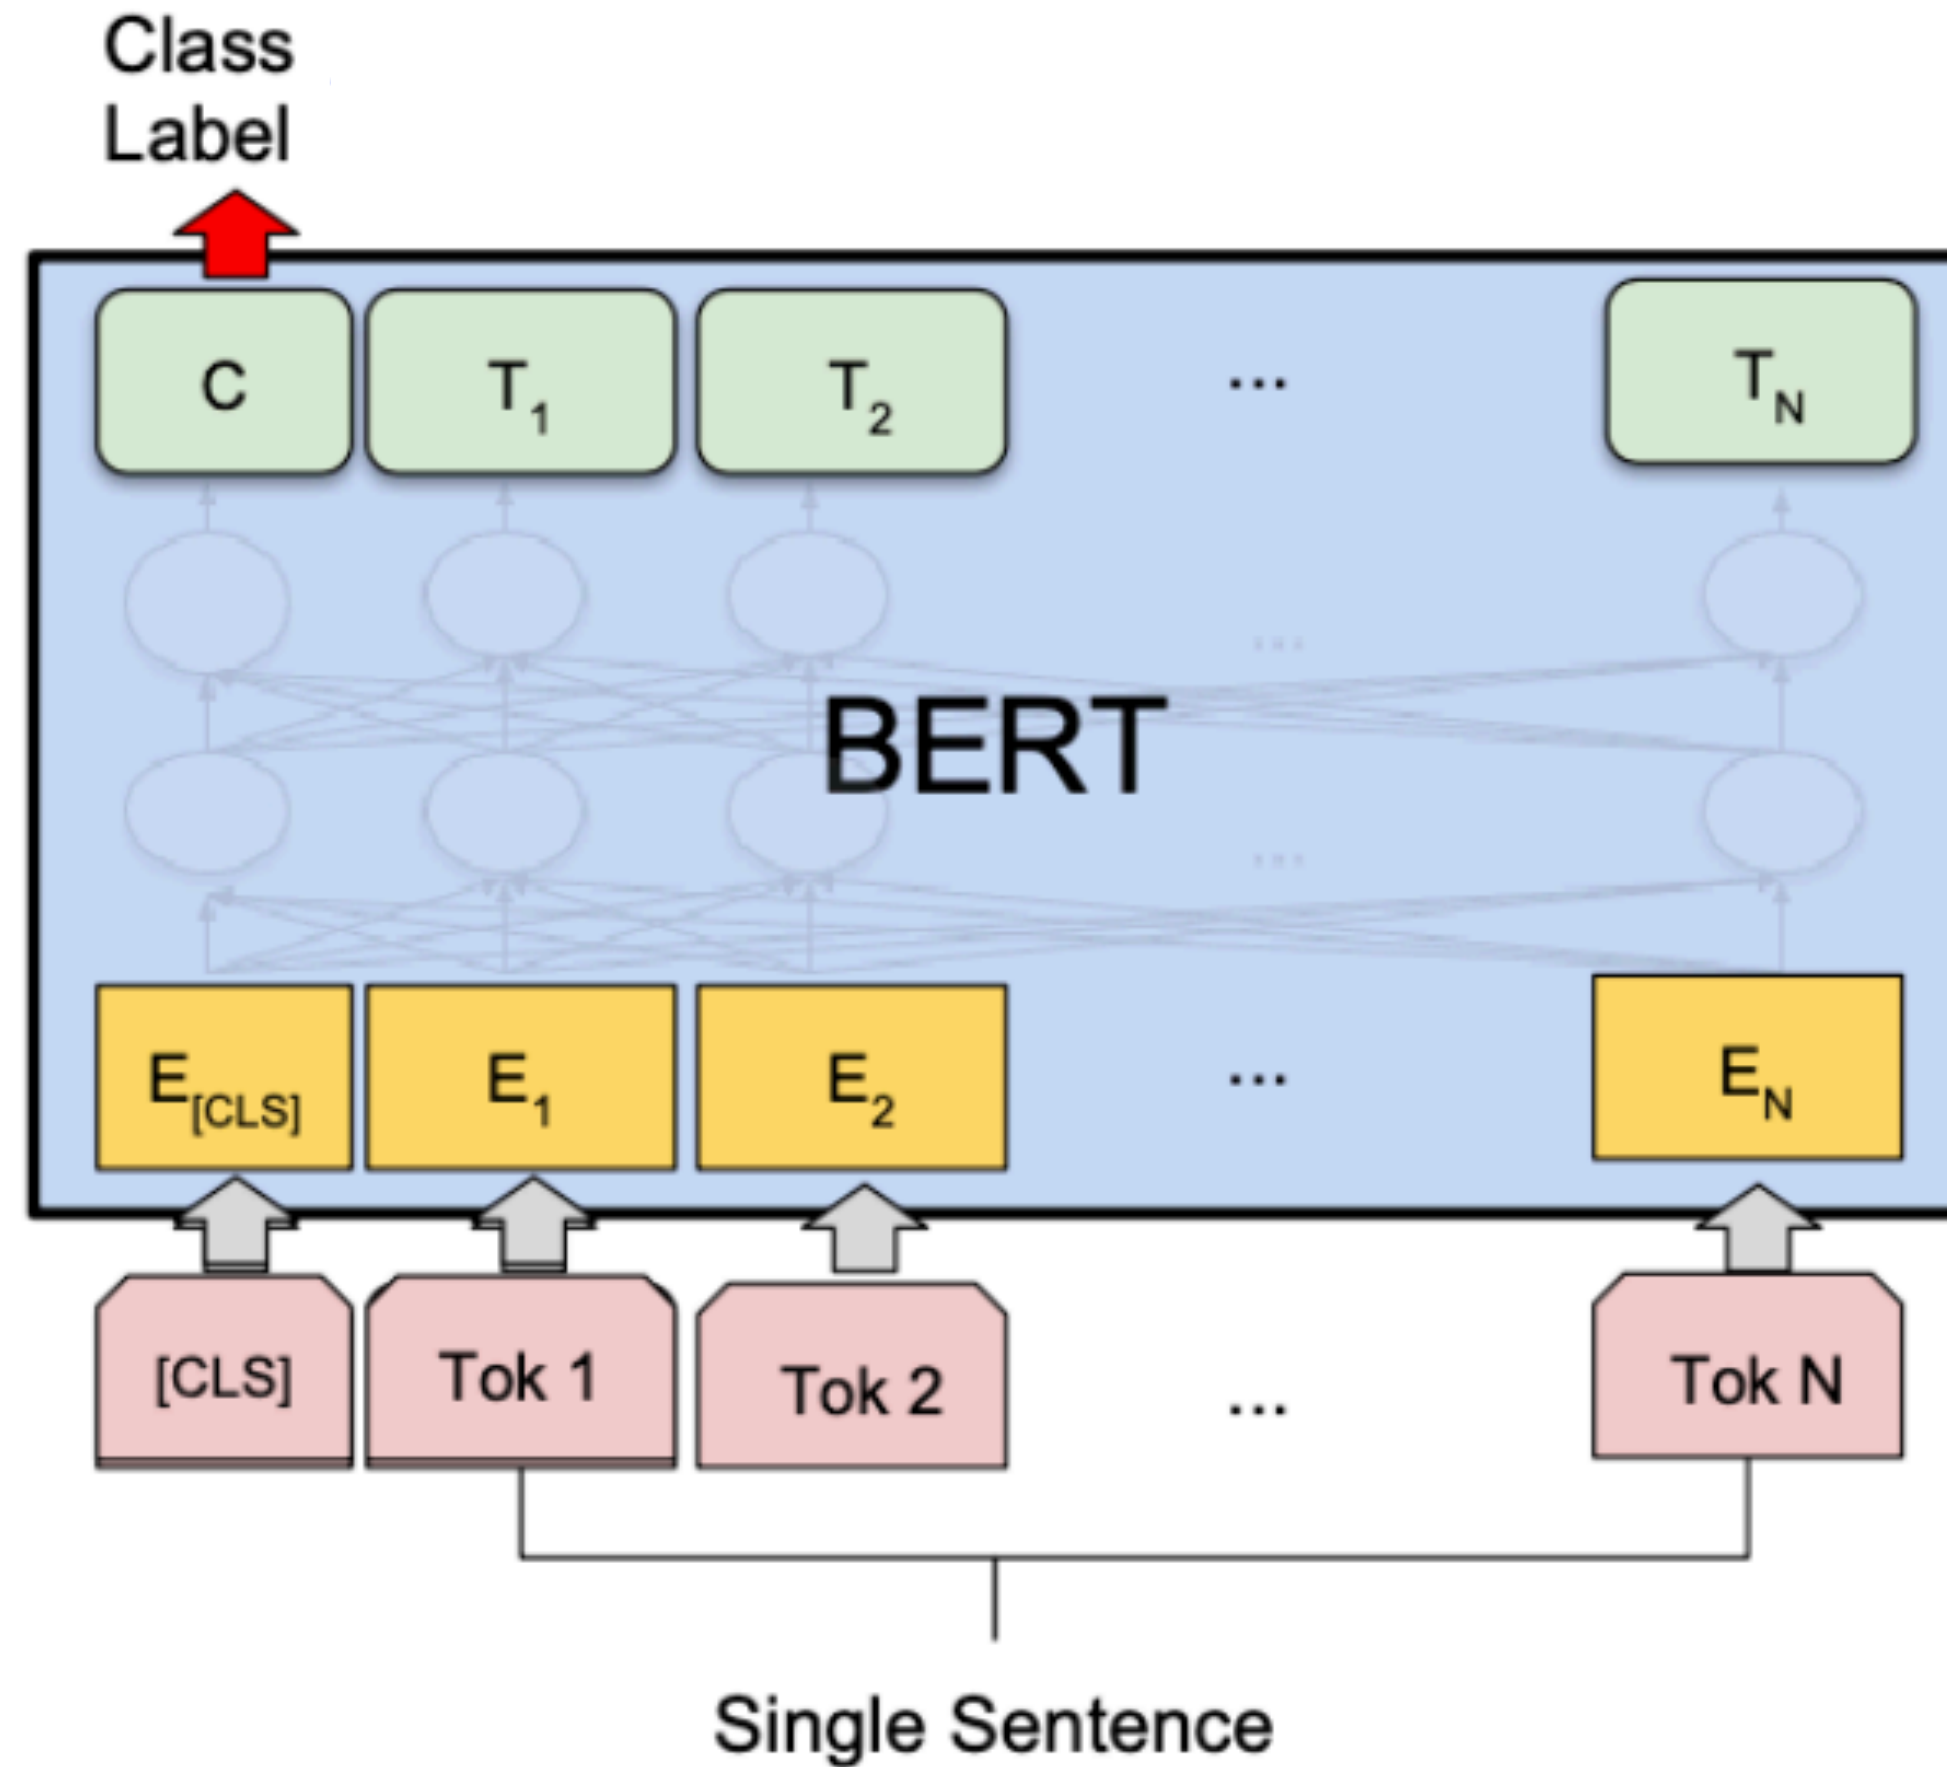 Class
Label
C T1 T2 ... TN
...
BERT
...
E[CLS] E1 E2 ... EN
[CLS] Tok 1 Tok 2 ... Tok N
Single Sentence